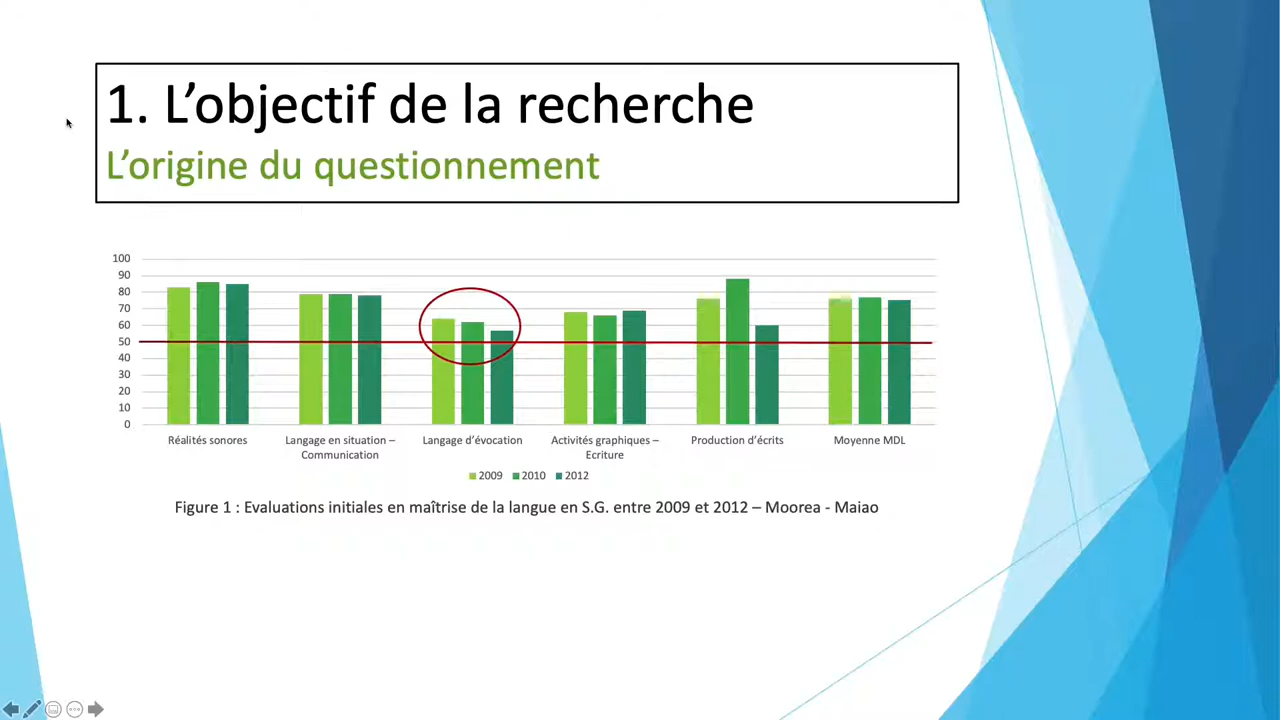 1. L’objectif de la recherche
L’origine du questionnement
100
90
80
70
60
50
40
30
20
10
0
Réalités sonores
Langage en situation –
Communication
Langage d’évocation
Activités graphiques –
Ecriture
Production d’écrits
Moyenne MDL
2009 2010 2012
Figure 1 : Evaluations initiales en maîtrise de la langue en S.G. entre 2009 et 2012 – Moorea - Maiao